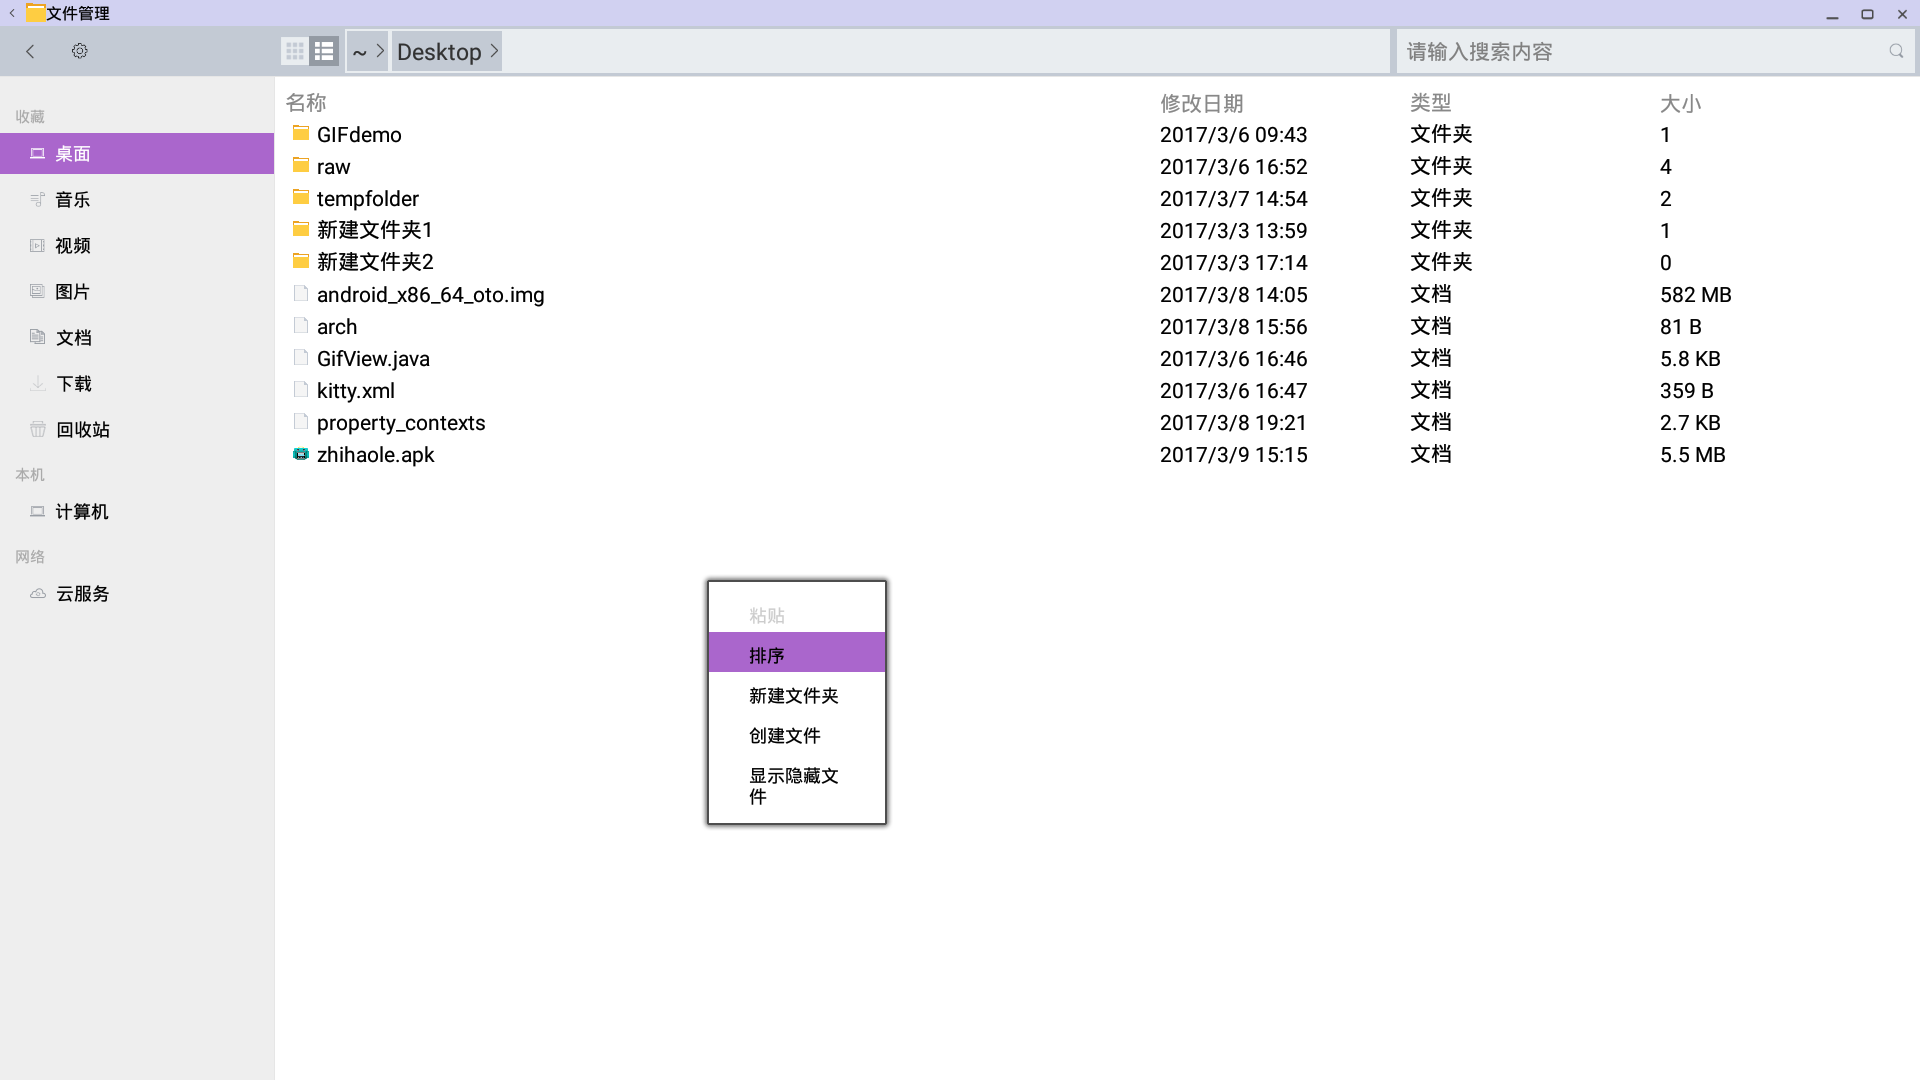 文件管理
~ Desktop 请输入搜索内容
收藏
桌面
音乐
视频
图片
文档
下载
回收站
本机
计算机
网络
云服务
名称 修改日期 类型 大小
GIFdemo 2017/3/6 09:43 文件夹 1
raw 2017/3/6 16:52 文件夹 4
tempfolder 2017/3/7 14:54 文件夹 2
新建文件夹1 2017/3/3 13:59 文件夹 1
新建文件夹2 2017/3/3 17:14 文件夹 0
android_x86_64_oto.img 2017/3/8 14:05 文档 582 MB
arch 2017/3/8 15:56 文档 81 B
GifView.java 2017/3/6 16:46 文档 5.8 KB
kitty.xml 2017/3/6 16:47 文档 359 B
property_contexts 2017/3/8 19:21 文档 2.7 KB
zhihaole.apk 2017/3/9 15:15 文档 5.5 MB
粘贴
排序
新建文件夹
创建文件
显示隐藏文
件